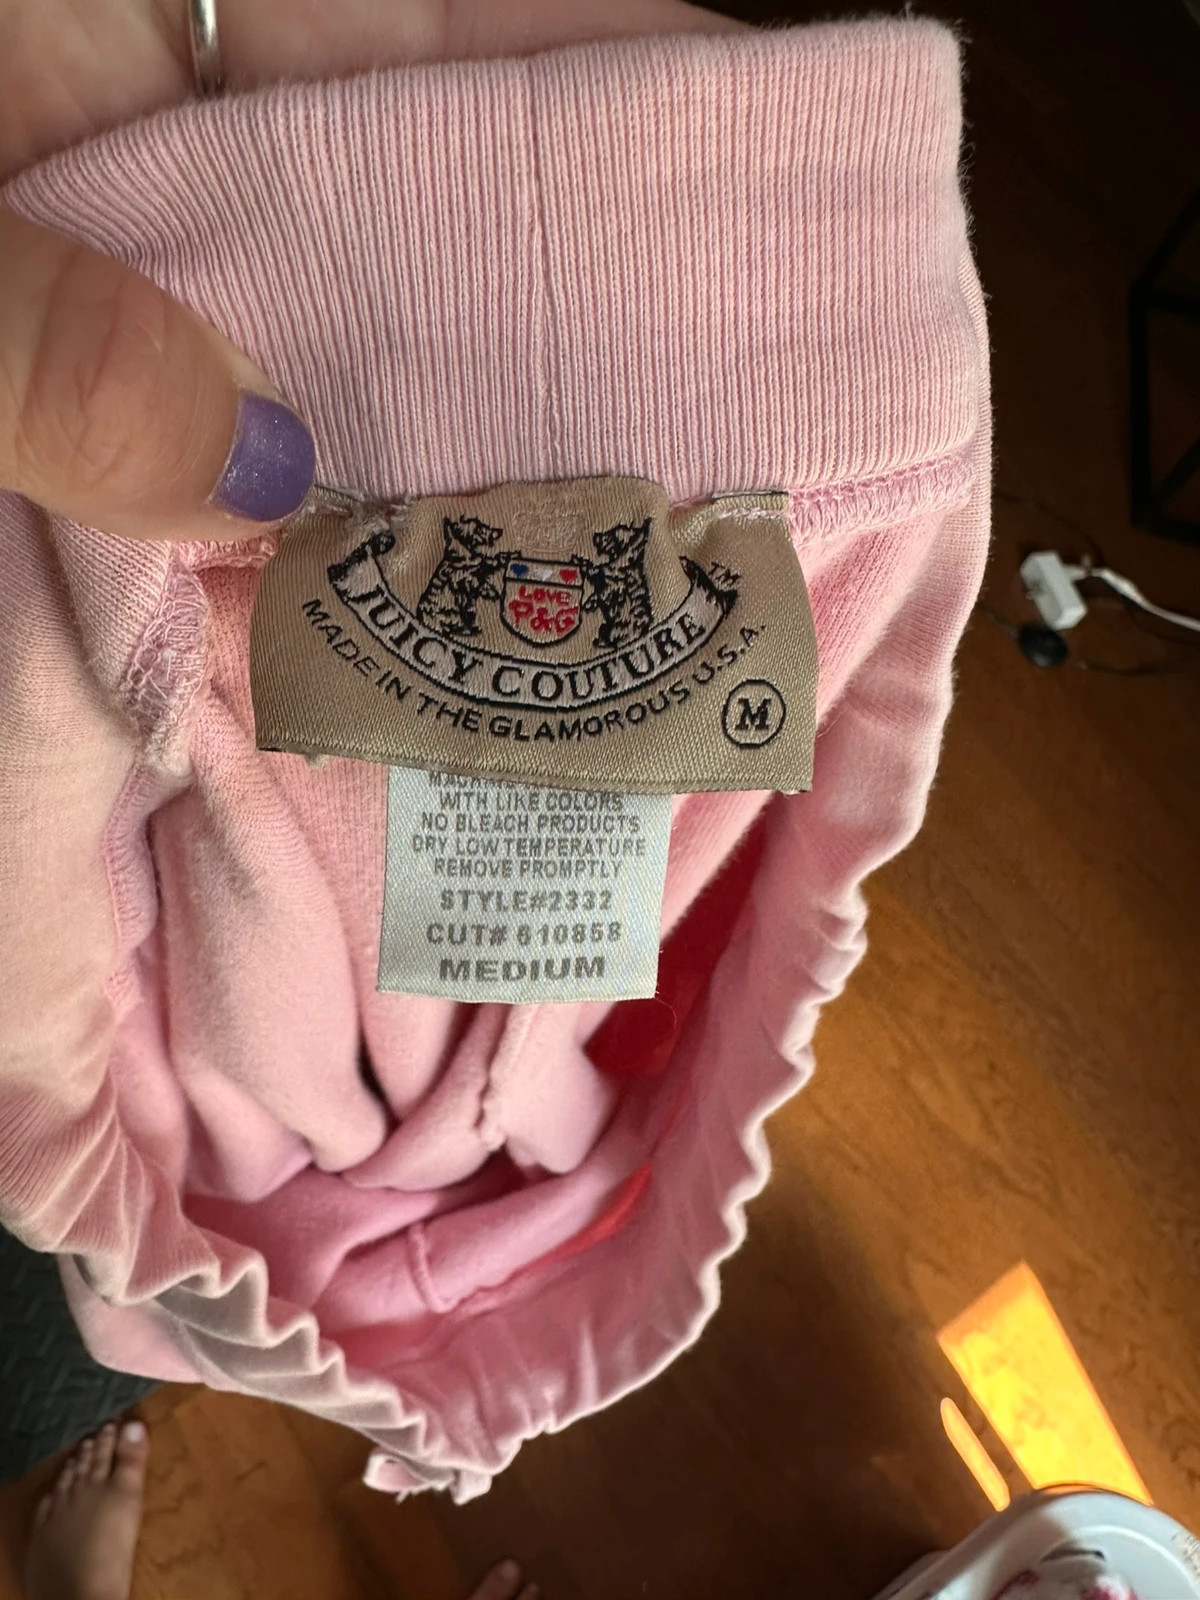 LOVE
P&G
JUICY COUTURE
TM
MADE IN THE GLAMOROUS U.S.A.
M
WITH LIKE COLORS
NO BLEACH PRODUCTS
DRY LOW TEMPERATURE
REMOVE PROMPTLY
STYLE#2332
CUT# 610858
MEDIUM